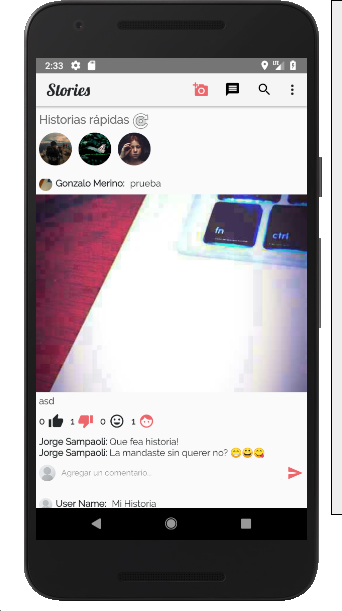 2:33
Stories
Historias rápidas
Gonzalo Merino: prueba
fn
ctrl
asd
0 1 0 1
Jorge Sampaoli: Que fea historia!
Jorge Sampaoli: La mandaste sin querer no? 😁😀😋
Agregar un comentario...
User Name: Mi Historia